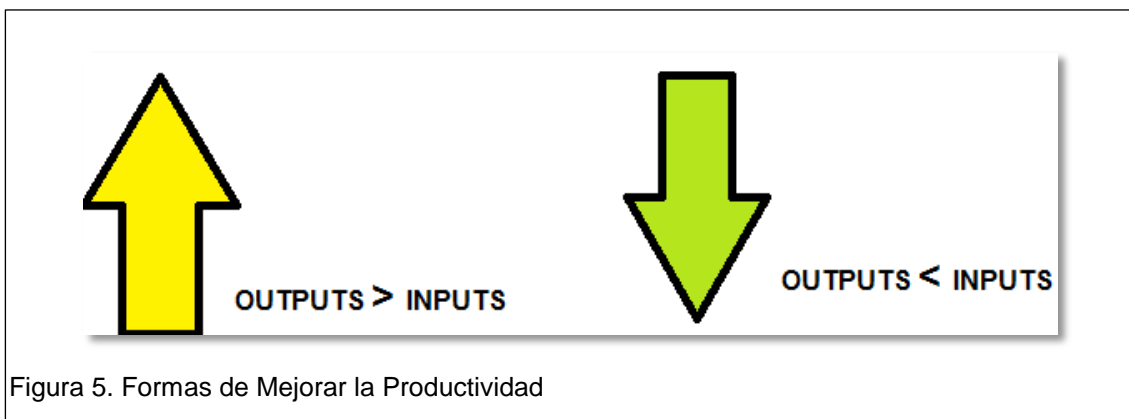 OUTPUTS > INPUTS
OUTPUTS < INPUTS
Figura 5. Formas de Mejorar la Productividad